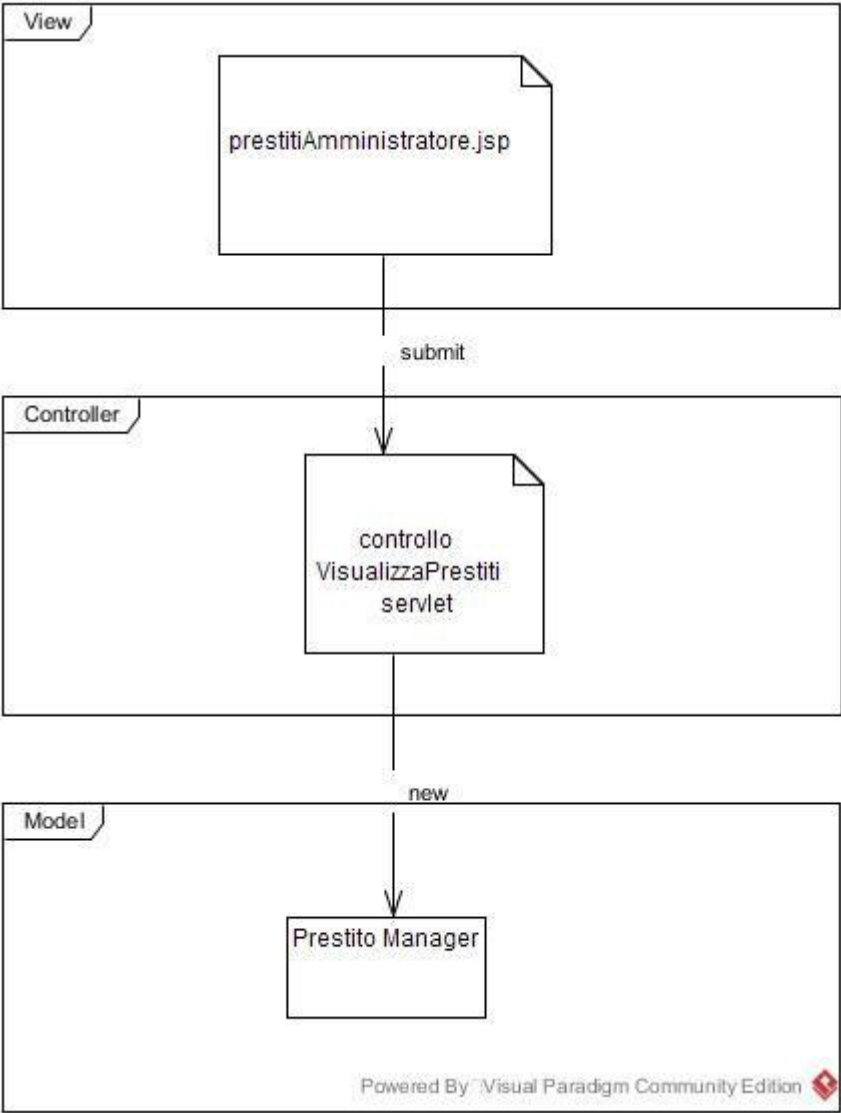 View
prestitiAmministratore.jsp
submit
Controller
controllo
VisualizzaPrestiti
servlet
new
Model
Prestito Manager
Powered By Visual Paradigm Community Edition